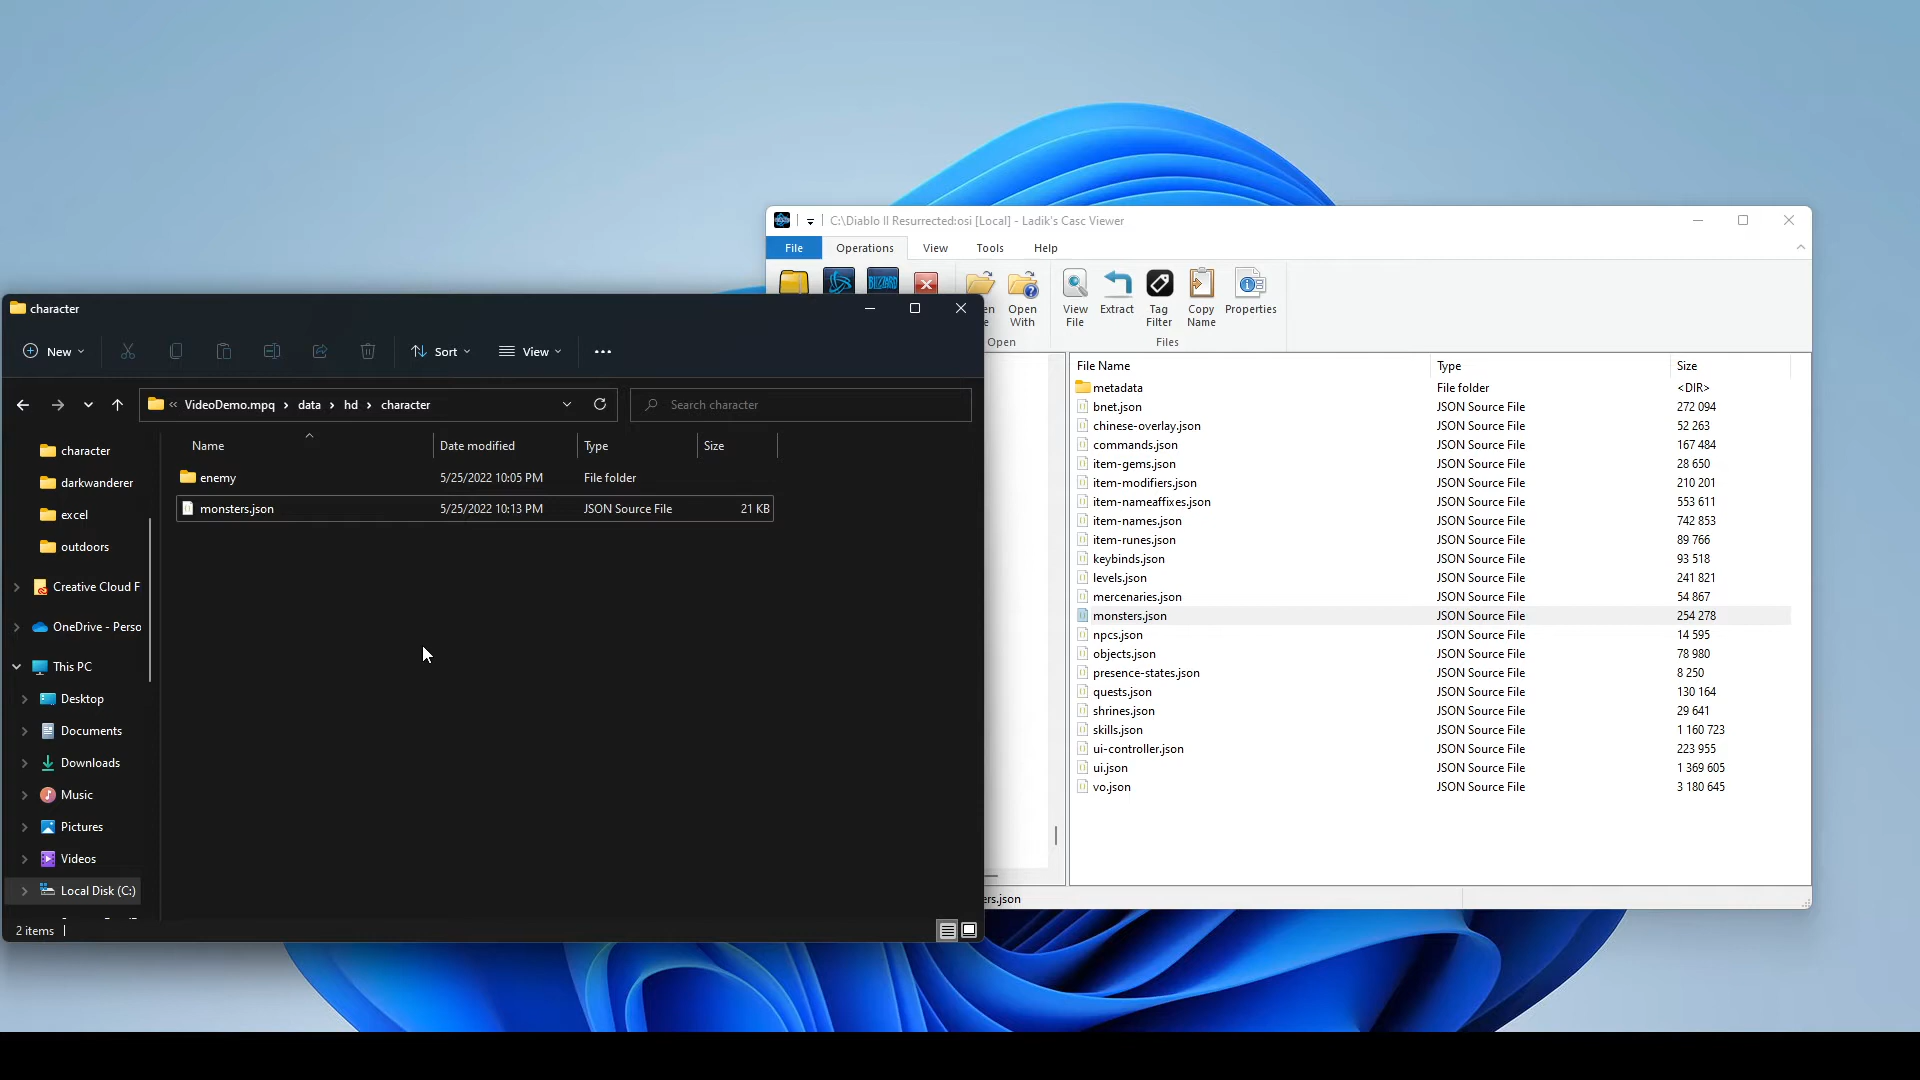 C:\Diablo II Resurrected:osi [Local] - Ladik's Casc Viewer
File Operations View Tools Help
BLIZZARD
Open With
View File
Extract
Tag Filter
Copy Name
Properties
Open
Files
File Name Type Size
metadata File folder <DIR>
bnet.json JSON Source File 272 094
chinese-overlay.json JSON Source File 52 263
commands.json JSON Source File 167 484
item-gems.json JSON Source File 28 650
item-modifiers.json JSON Source File 210 201
item-nameaffixes.json JSON Source File 553 611
item-names.json JSON Source File 742 853
item-runes.json JSON Source File 89 766
keybinds.json JSON Source File 93 518
levels.json JSON Source File 241 821
mercenaries.json JSON Source File 54 867
monsters.json JSON Source File 254 278
npcs.json JSON Source File 14 595
objects.json JSON Source File 78 980
presence-states.json JSON Source File 8 250
quests.json JSON Source File 130 164
shrines.json JSON Source File 29 641
skills.json JSON Source File 1 160 723
ui-controller.json JSON Source File 223 955
ui.json JSON Source File 1 369 605
vo.json JSON Source File 3 180 645
ers.json
character
New Sort View
« VideoDemo.mpq › data › hd › character
Search character
Name Date modified Type Size
enemy 5/25/2022 10:05 PM File folder
monsters.json 5/25/2022 10:13 PM JSON Source File 21 KB
character
darkwanderer
excel
outdoors
Creative Cloud F
OneDrive - Perso
This PC
Desktop
Documents
Downloads
Music
Pictures
Videos
Local Disk (C:)
2 items